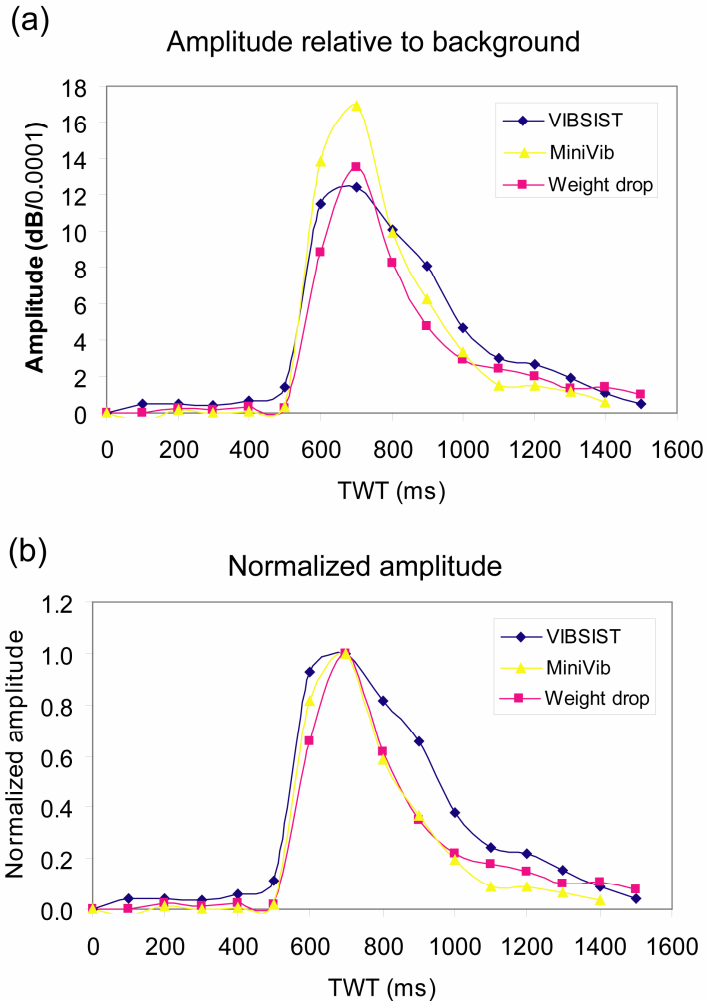 (a)
Amplitude relative to background
Amplitude (dB/0.0001)
18
16
14
12
10
8
6
4
2
0
VIBSIST
MiniVib
Weight drop
0 200 400 600 800 1000 1200 1400 1600
TWT (ms)
(b)
Normalized amplitude
Normalized amplitude
1.2
1.0
0.8
0.6
0.4
0.2
0.0
VIBSIST
MiniVib
Weight drop
0 200 400 600 800 1000 1200 1400 1600
TWT (ms)